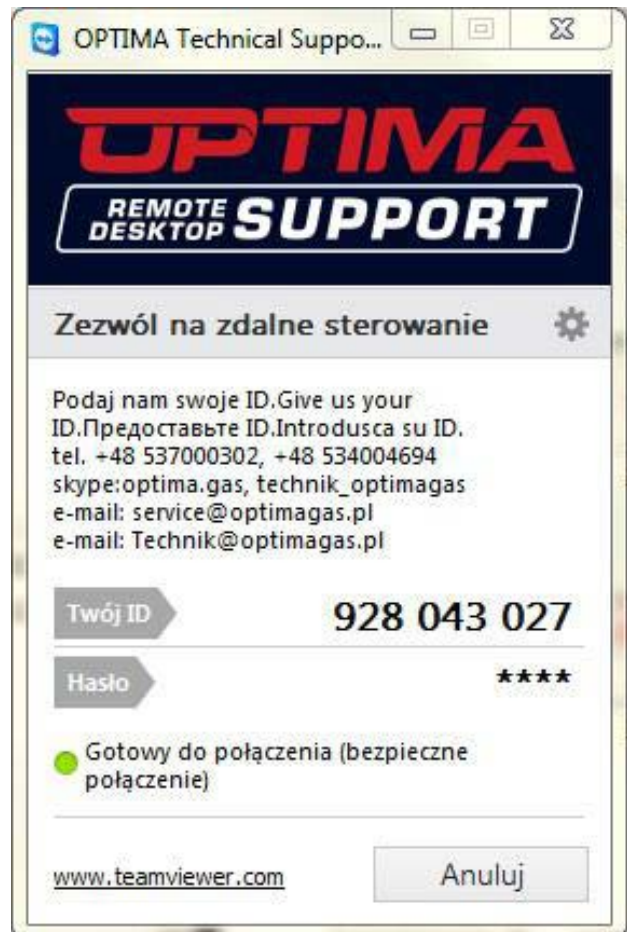 OPTIMA Technical Suppo...
OPTIMA
REMOTE DESKTOP SUPPORT
Zezwól na zdalne sterowanie
Podaj nam swoje ID.Give us your
ID.Предоставьте ID.Introdusca su ID.
tel. +48 537000302, +48 534004694
skype:optima.gas, technik_optimagas
e-mail: service@optimagas.pl
e-mail: Technik@optimagas.pl
Twój ID 928 043 027
Hasło ****
Gotowy do połączenia (bezpieczne
połączenie)
www.teamviewer.com Anuluj